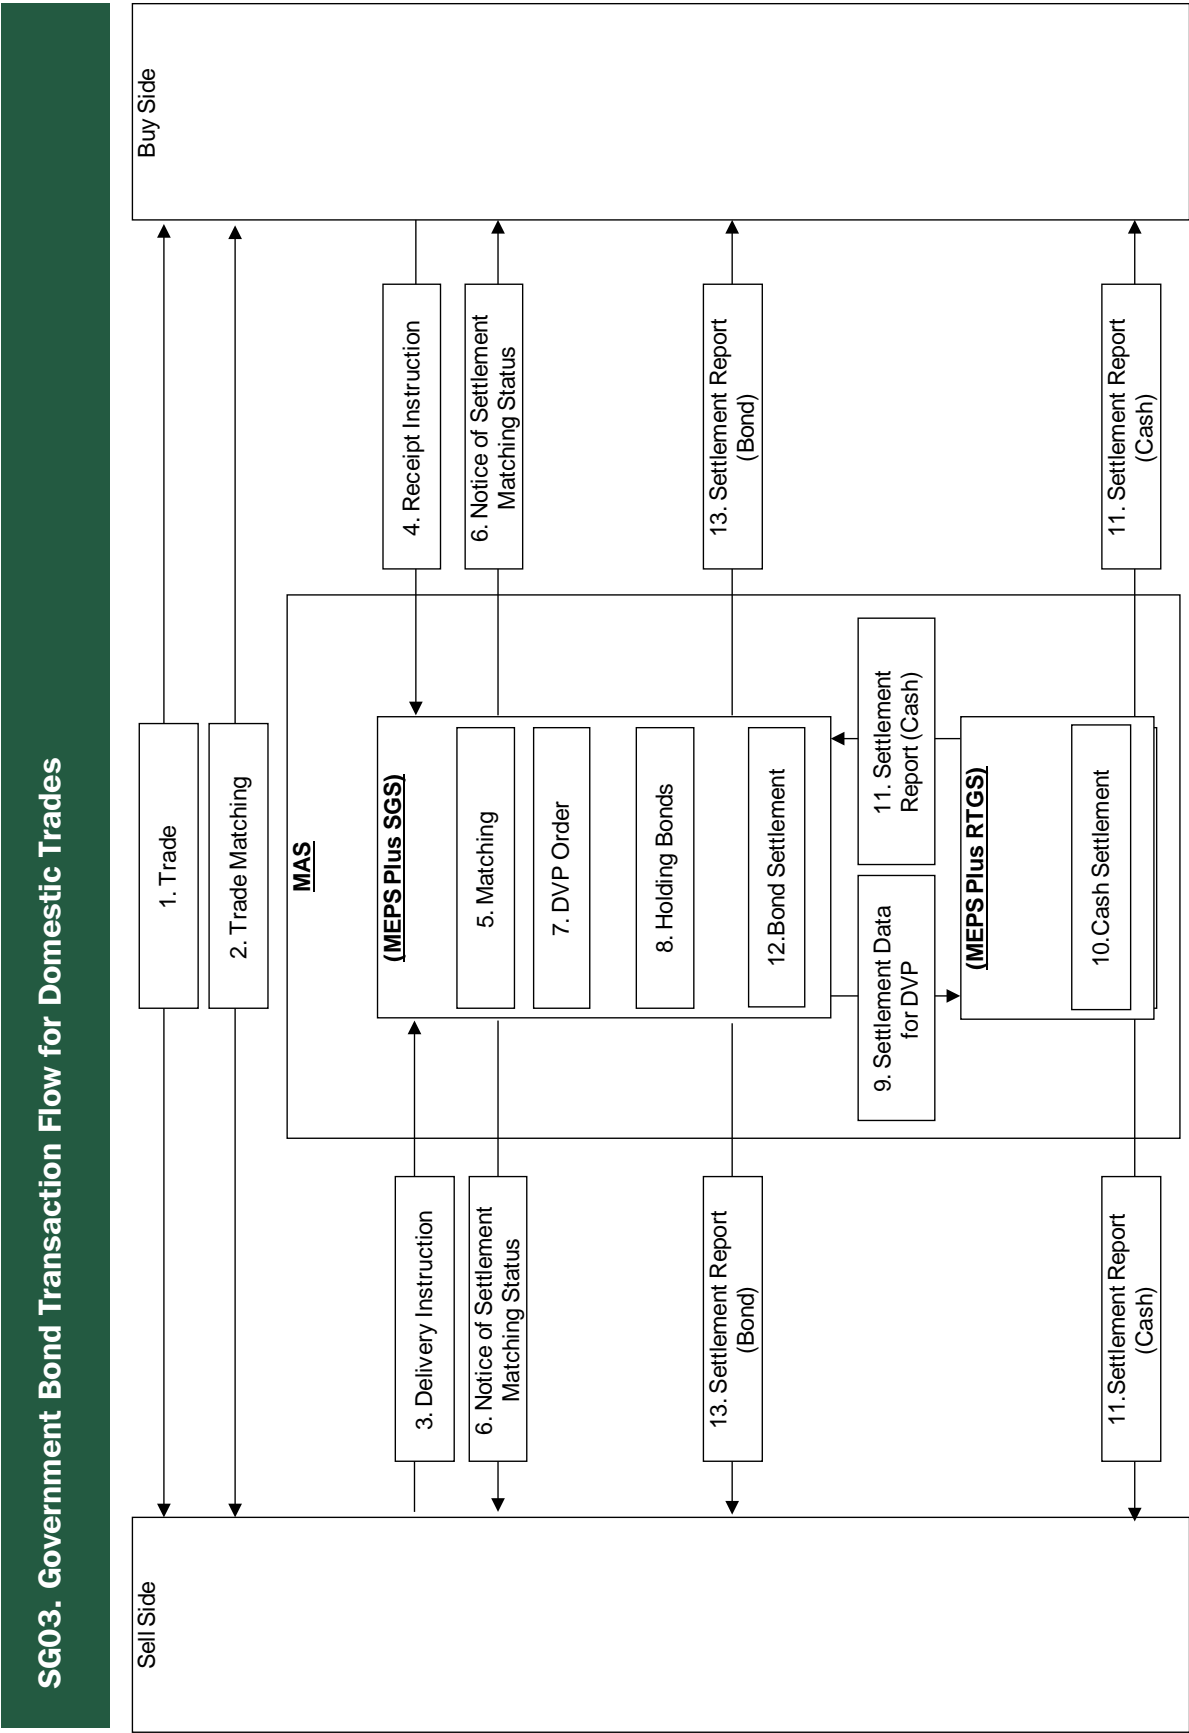 SG03. Government Bond Transaction Flow for Domestic Trades
Sell Side
Buy Side
1. Trade
2. Trade Matching
MAS
(MEPS Plus SGS)
3. Delivery Instruction
4. Receipt Instruction
5. Matching
6. Notice of Settlement
Matching Status
6. Notice of Settlement
Matching Status
7. DVP Order
8. Holding Bonds
13. Settlement Report
(Bond)
12.Bond Settlement
13. Settlement Report
(Bond)
9. Settlement Data
for DVP
11. Settlement
Report (Cash)
(MEPS Plus RTGS)
11.Settlement Report
(Cash)
10.Cash Settlement
11. Settlement Report
(Cash)